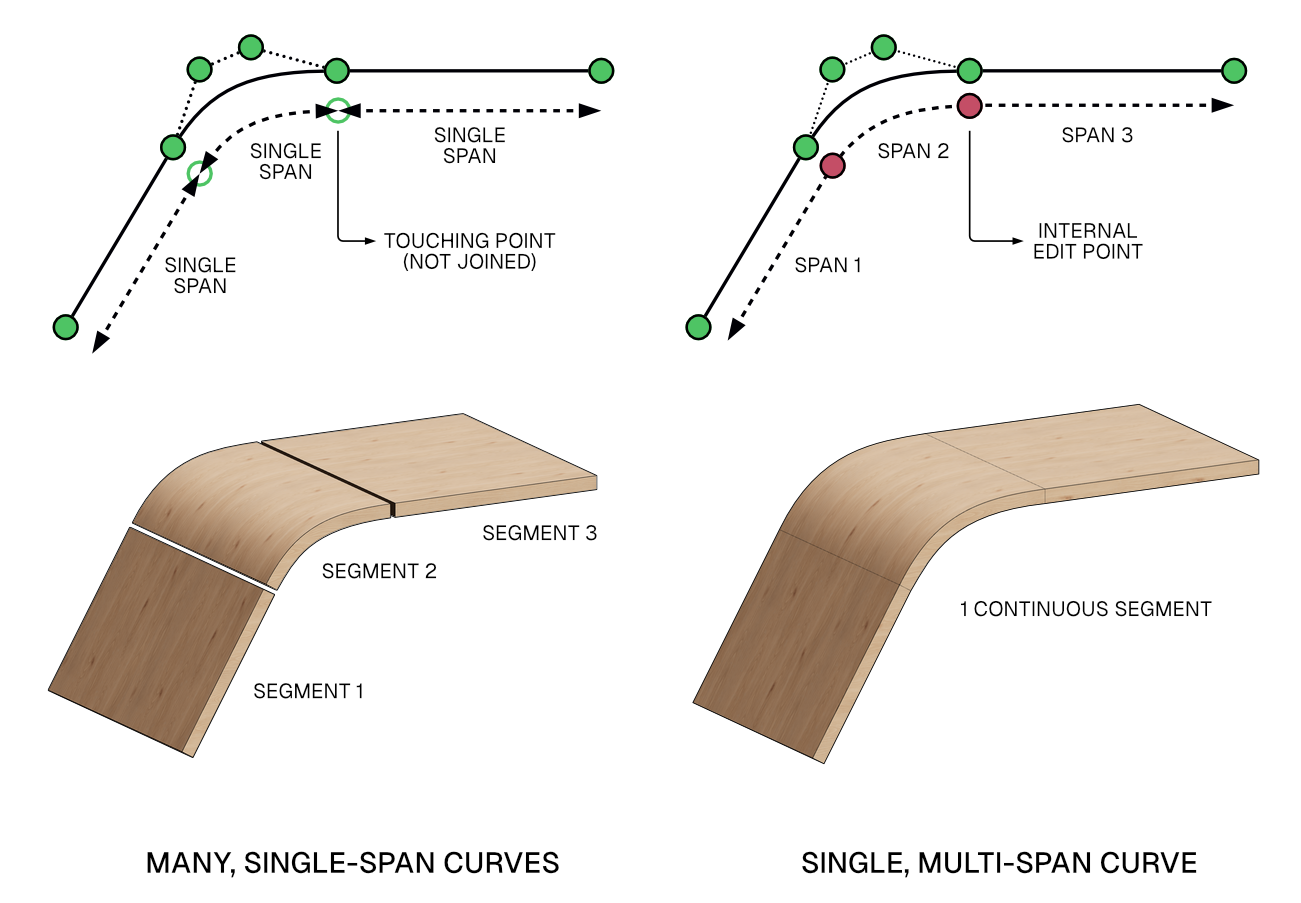 SINGLE
SPAN
SINGLE
SPAN
SINGLE
SPAN
TOUCHING POINT
(NOT JOINED)
SPAN 1
SPAN 2
SPAN 3
INTERNAL
EDIT POINT
SEGMENT 3
SEGMENT 2
SEGMENT 1
1 CONTINUOUS SEGMENT
MANY, SINGLE-SPAN CURVES
SINGLE, MULTI-SPAN CURVE